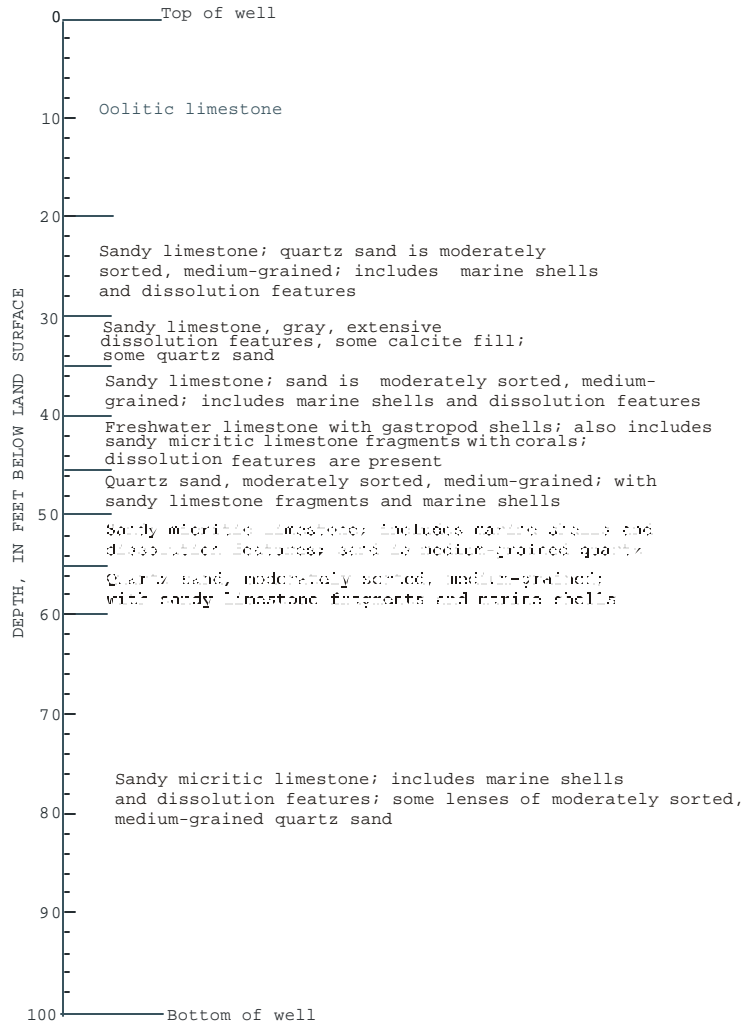 0
Top of well
Oolitic limestone
10
20
Sandy limestone; quartz sand is moderately
sorted, medium-grained; includes marine shells
and dissolution features
30
Sandy limestone, gray, extensive
dissolution features, some calcite fill;
some quartz sand
Sandy limestone; sand is moderately sorted, medium-
grained; includes marine shells and dissolution features
40
Freshwater limestone with gastropod shells; also includes
sandy micritic limestone fragments with corals;
dissolution features are present
Quartz sand, moderately sorted, medium-grained; with
sandy limestone fragments and marine shells
50
Sandy micritic limestone; includes marine shells and
dissolution features; sand is medium-grained quartz
Quartz sand, moderately sorted, medium-grained;
with sandy limestone fragments and marine shells
60
70
Sandy micritic limestone; includes marine shells
and dissolution features; some lenses of moderately sorted,
medium-grained quartz sand
80
90
100
Bottom of well
DEPTH, IN FEET BELOW LAND SURFACE